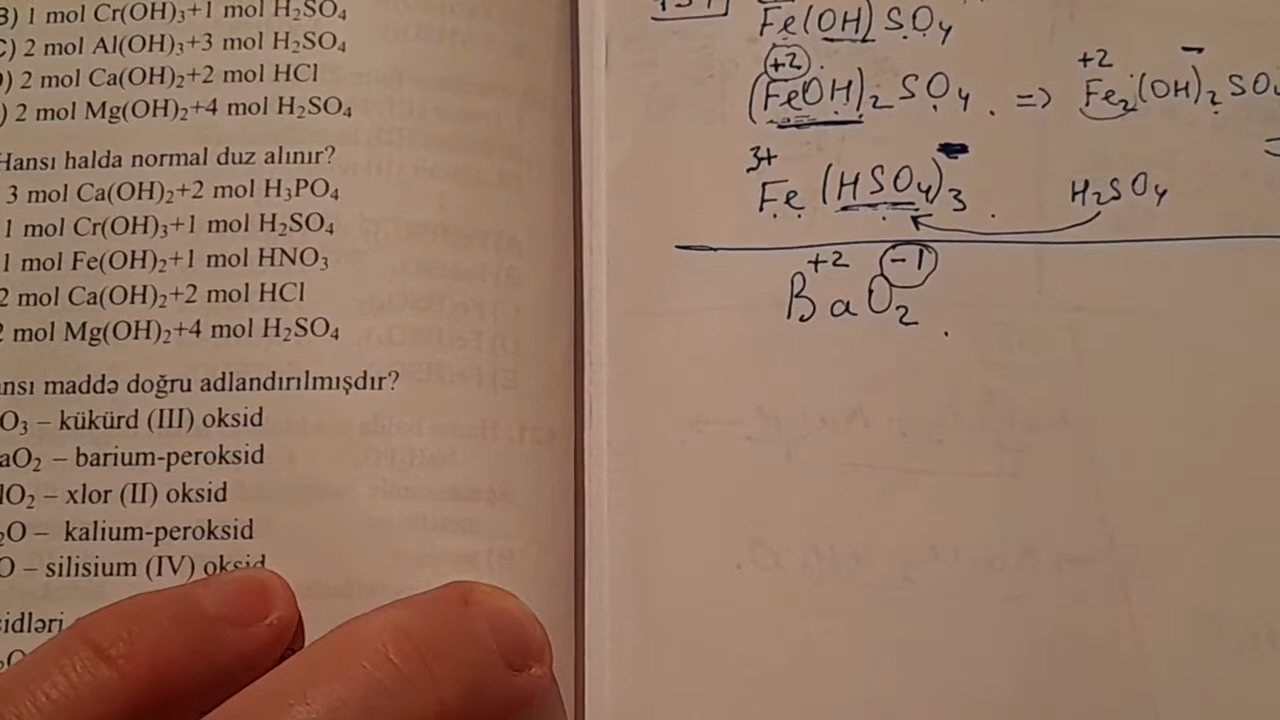 B) 1 mol Cr(OH)₃+1 mol H₂SO₄
C) 2 mol Al(OH)₃+3 mol H₂SO₄
) 2 mol Ca(OH)₂+2 mol HCl
) 2 mol Mg(OH)₂+4 mol H₂SO₄
Hansı halda normal duz alınır?
3 mol Ca(OH)₂+2 mol H₃PO₄
1 mol Cr(OH)₃+1 mol H₂SO₄
1 mol Fe(OH)₂+1 mol HNO₃
2 mol Ca(OH)₂+2 mol HCl
2 mol Mg(OH)₂+4 mol H₂SO₄
nsı maddə doğru adlandırılmışdır?
O₃ – kükürd (III) oksid
aO₂ – barium-peroksid
lO₂ – xlor (II) oksid
₂O – kalium-peroksid
O – silisium (IV) oksid
sidləri
Fe(OH)SO₄
+2 +2 –
(FeOH)₂SO₄. => Fe₂(OH)₂SO₄
3+ –
Fe(HSO₄)₃. H₂SO₄
+2 –1
BaO₂.